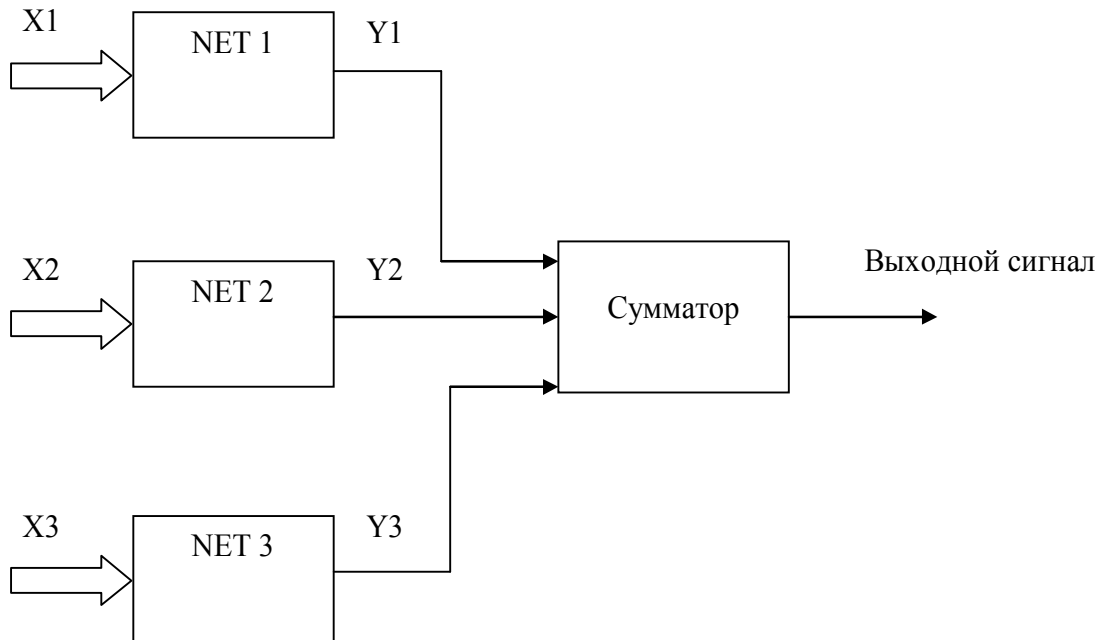 X1
NET 1
Y1
X2
NET 2
Y2
Сумматор
Выходной сигнал
X3
NET 3
Y3